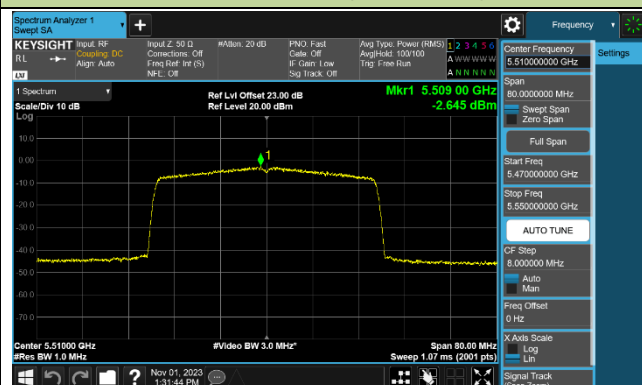 Spectrum Analyzer 1
Swept SA
Frequency
KEYSIGHT
RL
LXI
Input: RF
Coupling: DC
Align: Auto
Input Z: 50 Ω
Corrections: Off
Freq Ref: Int (S)
NFE: Off
#Atten: 20 dB
PNO: Fast
Gate: Off
IF Gain: Low
Sig Track: Off
Avg Type: Power (RMS)
Avg|Hold: 100/100
Trig: Free Run
1 2 3 4 5 6
A W W W W W
A N N N N N
1 Spectrum
Scale/Div 10 dB
Log
Ref Lvl Offset 23.00 dB
Ref Level 20.00 dBm
Mkr1 5.509 00 GHz
-2.645 dBm
1
10.0
0.00
-10.0
-20.0
-30.0
-40.0
-50.0
-60.0
-70.0
Center 5.51000 GHz
#Res BW 1.0 MHz
#Video BW 3.0 MHz*
Span 80.00 MHz
Sweep 1.07 ms (2001 pts)
Nov 01, 2023
1:31:44 PM
Center Frequency
5.510000000 GHz
Span
80.0000000 MHz
Swept Span
Zero Span
Full Span
Start Freq
5.470000000 GHz
Stop Freq
5.550000000 GHz
AUTO TUNE
CF Step
8.000000 MHz
Auto
Man
Freq Offset
0 Hz
X Axis Scale
Log
Lin
Signal Track
(Span Zoom)
Settings